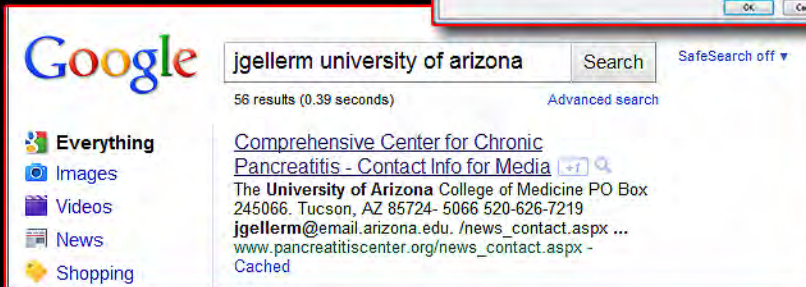 OK
Google
jgellerm university of arizona
Search
SafeSearch off ▼
56 results (0.39 seconds)
Advanced search
Everything
Images
Videos
News
Shopping
Comprehensive Center for Chronic
Pancreatitis - Contact Info for Media +1
The University of Arizona College of Medicine PO Box
245066. Tucson, AZ 85724- 5066 520-626-7219
jgellerm@email.arizona.edu. /news_contact.aspx ...
www.pancreatitiscenter.org/news_contact.aspx -
Cached